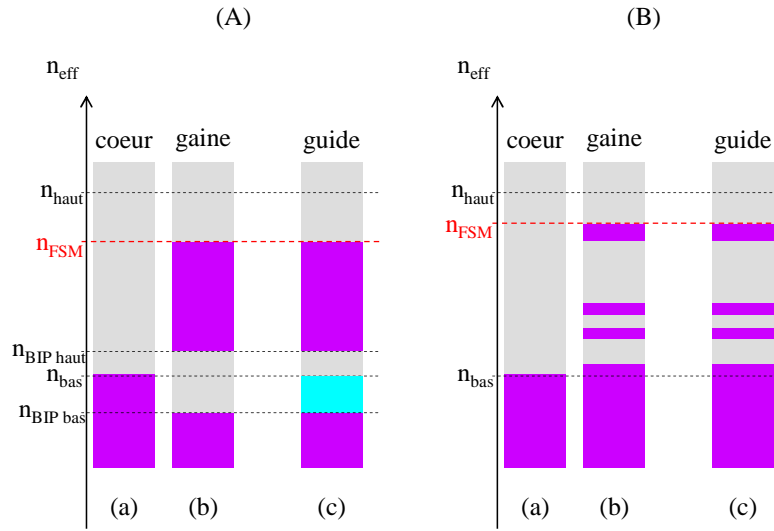 (A)
(B)
n_eff
n_eff
coeur gaine guide
coeur gaine guide
n_haut
n_haut
n_FSM
n_FSM
n_BIP haut
n_bas
n_bas
n_BIP bas
(a) (b) (c)
(a) (b) (c)